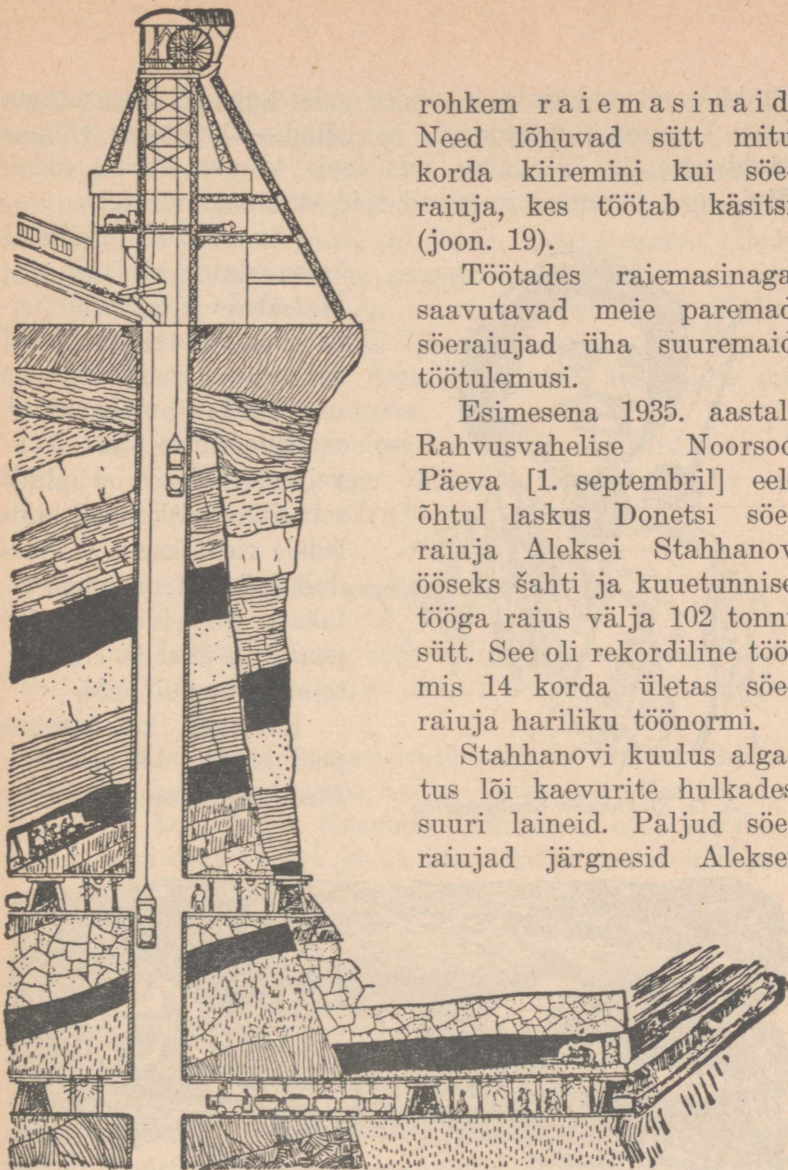 rohkem raiemasinaid
Need lõhuvad sütt mitu
korda kiiremini kui söe-
raiuja, kes töötab käsitsi
(joon. 19).
Töötades raiemasinaga
saavutavad meie paremad
söeraiujad üha suuremaid
töötulemusi.
Esimesena 1935. aastal
Rahvusvahelise Noorsoo
Päeva [1. septembril] eel-
õhtul laskus Donetsi söe-
raiuja Aleksei Stahhanov
ööseks šahti ja kuuetunnise
tööga raius välja 102 tonni
sütt. See oli rekordiline töö,
mis 14 korda ületas söe-
raiuja hariliku töönormi.
Stahhanovi kuulus alga-
tus lõi kaevurite hulkades
suuri laineid. Paljud söe-
raiujad järgnesid Alekse